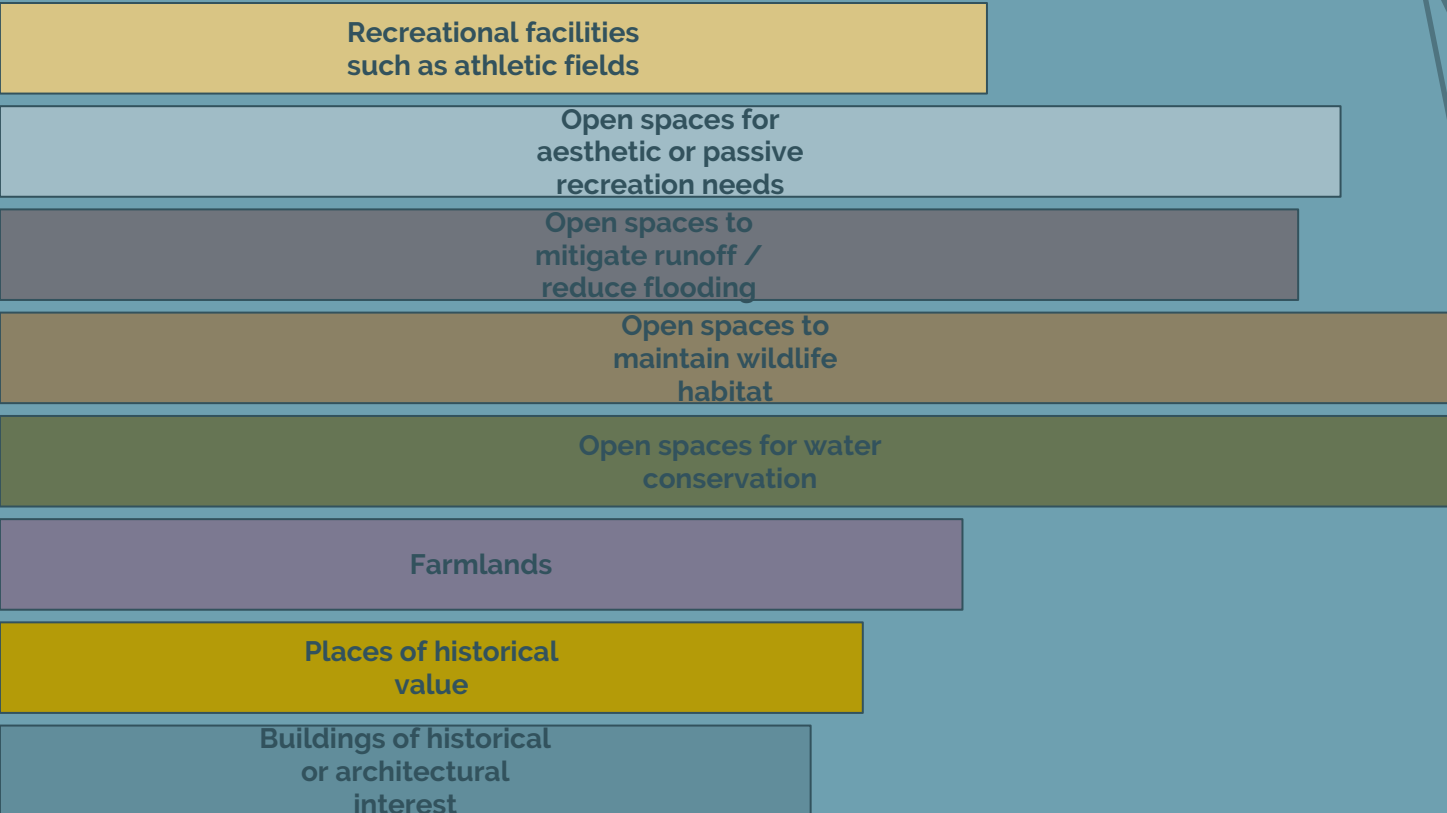 Recreational facilities
such as athletic fields
Open spaces for
aesthetic or passive
recreation needs
Open spaces to
mitigate runoff /
reduce flooding
Open spaces to
maintain wildlife
habitat
Open spaces for water
conservation
Farmlands
Places of historical
value
Buildings of historical
or architectural
interest